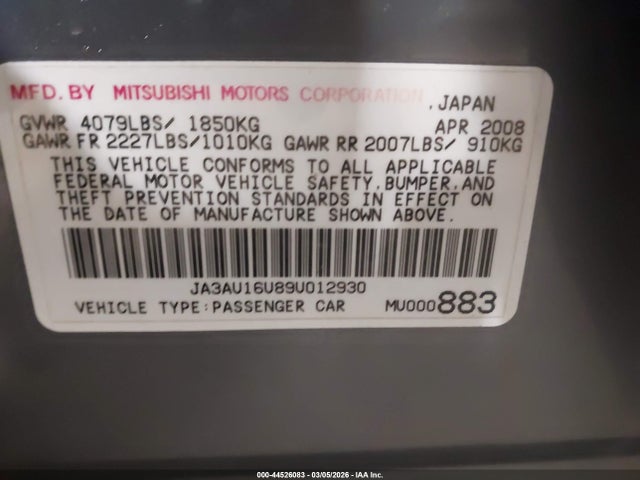 MFD. BY MITSUBISHI MOTORS CORPORATION, JAPAN
GVWR 4079LBS/ 1850KG APR 2008
GAWR FR 2227LBS/1010KG GAWR RR 2007LBS/ 910KG
THIS VEHICLE CONFORMS TO ALL APPLICABLE
FEDERAL MOTOR VEHICLE SAFETY, BUMPER, AND
THEFT PREVENTION STANDARDS IN EFFECT ON
THE DATE OF MANUFACTURE SHOWN ABOVE.
JA3AU16U89U012930
VEHICLE TYPE:PASSENGER CAR MU000883
000-44526083 - 03/05/2026 - IAA Inc.